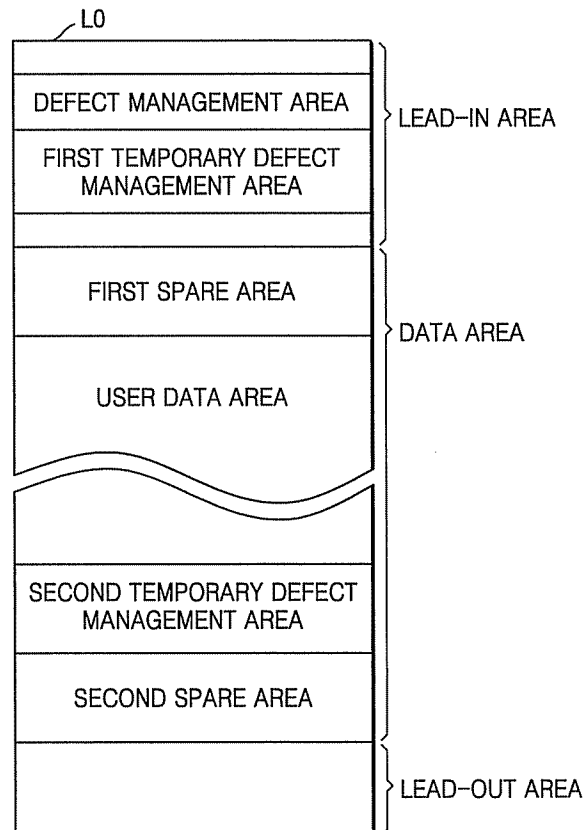 L0
DEFECT MANAGEMENT AREA
LEAD-IN AREA
FIRST TEMPORARY DEFECT
MANAGEMENT AREA
FIRST SPARE AREA
DATA AREA
USER DATA AREA
SECOND TEMPORARY DEFECT
MANAGEMENT AREA
SECOND SPARE AREA
LEAD-OUT AREA